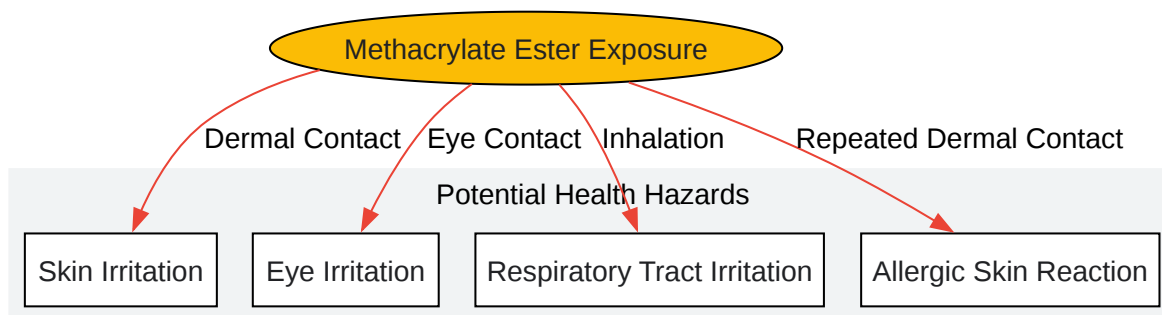 Methacrylate Ester Exposure
Dermal Contact
Eye Contact
Inhalation
Repeated Dermal Contact
Potential Health Hazards
Skin Irritation
Eye Irritation
Respiratory Tract Irritation
Allergic Skin Reaction